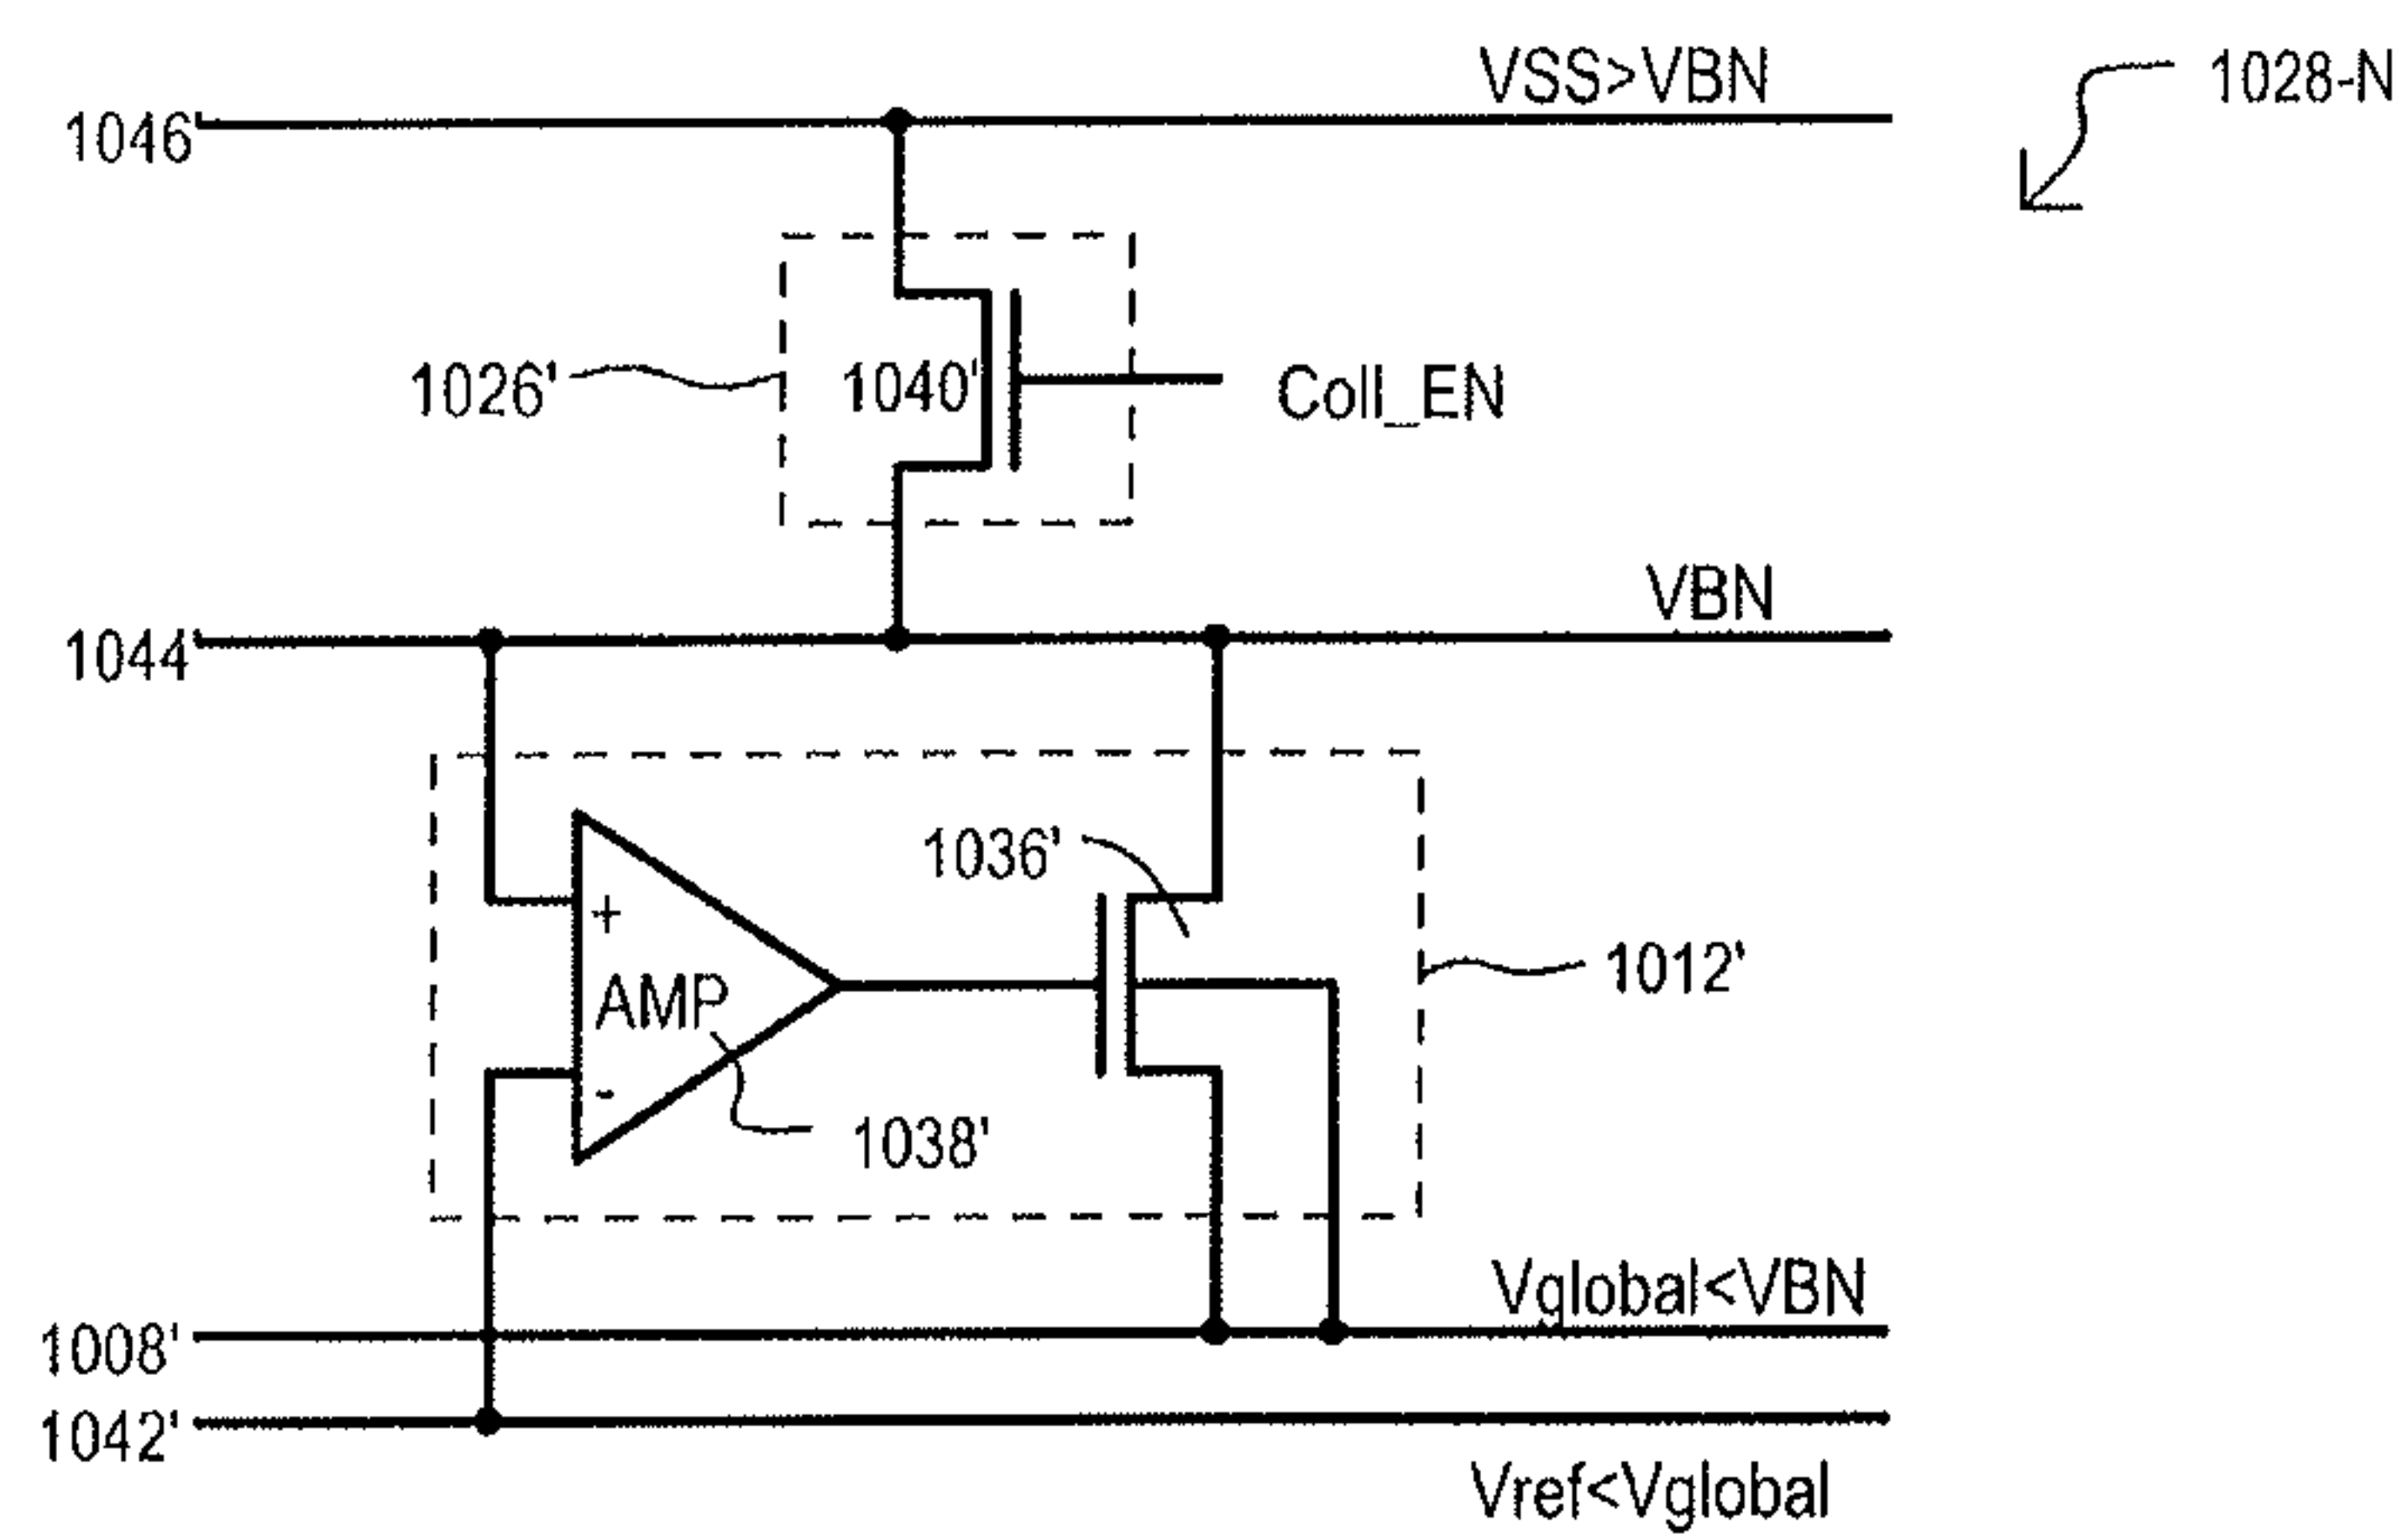 VSS>VBN
1028-N
1046'
1026'
1040'
Coll_EN
VBN
1044'
1036'
+
AMP
1012'
-
1038'
Vglobal<VBN
1008'
1042'
Vref<Vglobal